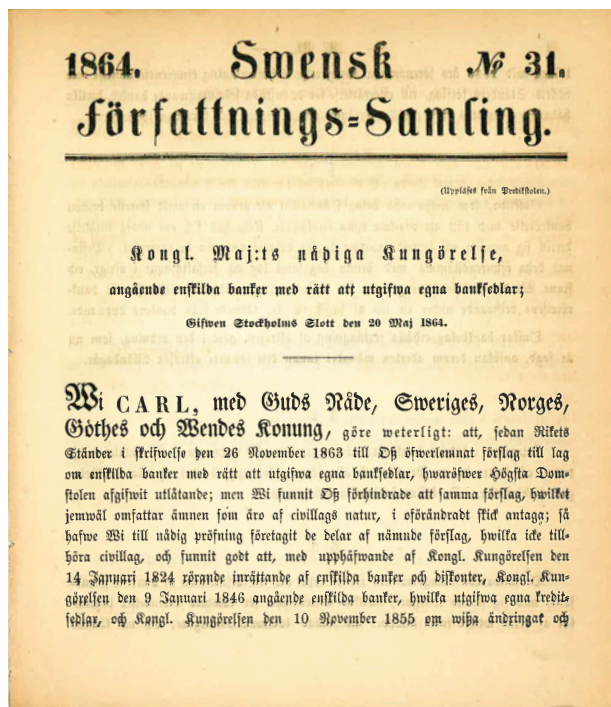 1864. Swensk № 31.
Författnings=Samling.
(Uppläses från Predikstolen.)
Kongl. Maj:ts nådiga Kungörelse,
angående enskilda banker med rätt att utgifwa egna banksedlar;
Gifwen Stockholms Slott den 20 Maj 1864.
Wi CARL, med Guds Nåde, Sweriges, Norges,
Göthes och Wendes Konung, göre weterligt: att, sedan Rikets
Ständer i skrifwelse den 26 November 1863 till Oß öfwerlemnat förslag till lag
om enskilda banker med rätt att utgifwa egna banksedlar, hwaröfwer Högsta Dom-
stolen afgifwit utlåtande; men Wi funnit Oß förhindrade att samma förslag, hwilket
jemwäl omfattar ämnen som äro af civillags natur, i oförändradt skick antaga; så
hafwe Wi till nådig pröfning företagit de delar af nämnde förslag, hwilka icke till-
höra civillag, och funnit godt att, med upphäfwande af Kongl. Kungörelsen den
14 Januari 1824 rörande inrättande af enskilda banker och diskonter, Kongl. Kun-
görelsen den 9 Januari 1846 angående enskilda banker, hwilka utgifwa egna kredit-
sedlar, och Kongl. Kungörelsen den 10 November 1855 om wißa ändringar och